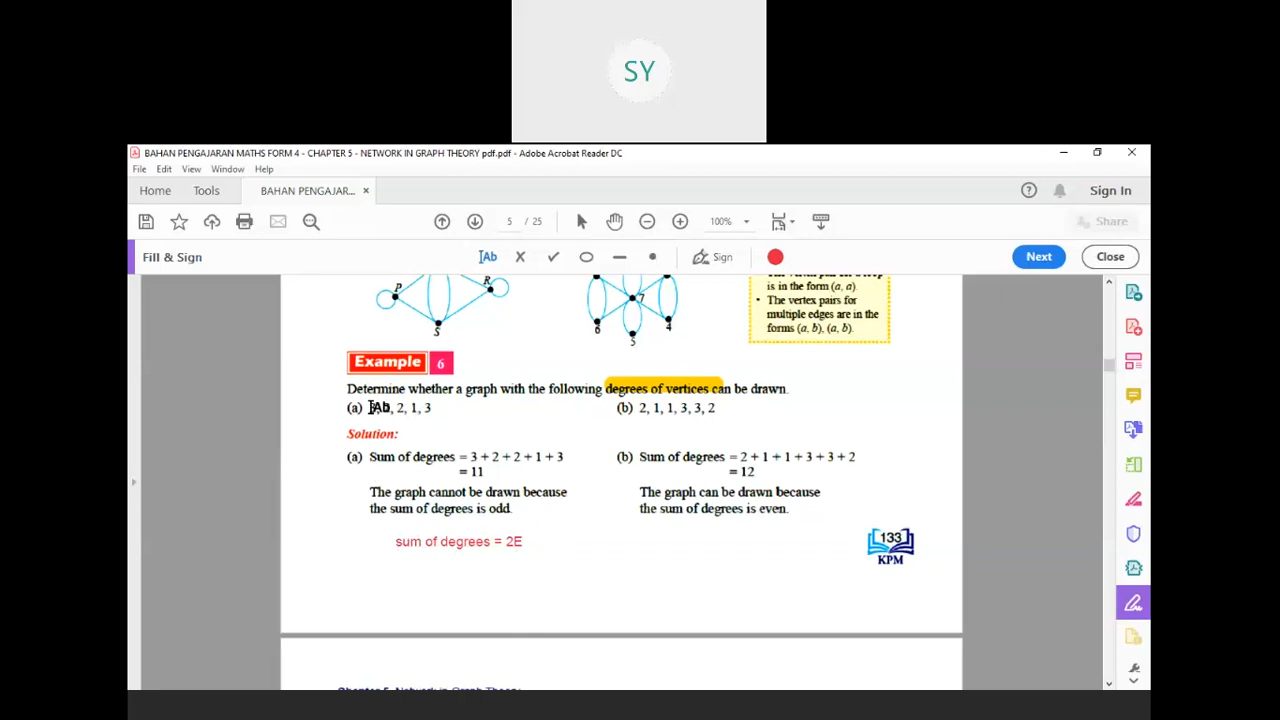 SY
BAHAN PENGAJARAN MATHS FORM 4 - CHAPTER 5 - NETWORK IN GRAPH THEORY pdf.pdf - Adobe Acrobat Reader DC
File Edit View Window Help
Home Tools BAHAN PENGAJAR... × Sign In
5 / 25 100% Share
Fill & Sign Ab Sign Next Close
P R S
7 6 4 5
is in the form (a, a).
• The vertex pairs for
multiple edges are in the
forms (a, b), (a, b).
Example 6
Determine whether a graph with the following degrees of vertices can be drawn.
(a) Ab, 2, 1, 3
(b) 2, 1, 1, 3, 3, 2
Solution:
(a) Sum of degrees = 3 + 2 + 2 + 1 + 3
= 11
The graph cannot be drawn because
the sum of degrees is odd.
(b) Sum of degrees = 2 + 1 + 1 + 3 + 3 + 2
= 12
The graph can be drawn because
the sum of degrees is even.
sum of degrees = 2E
133
KPM